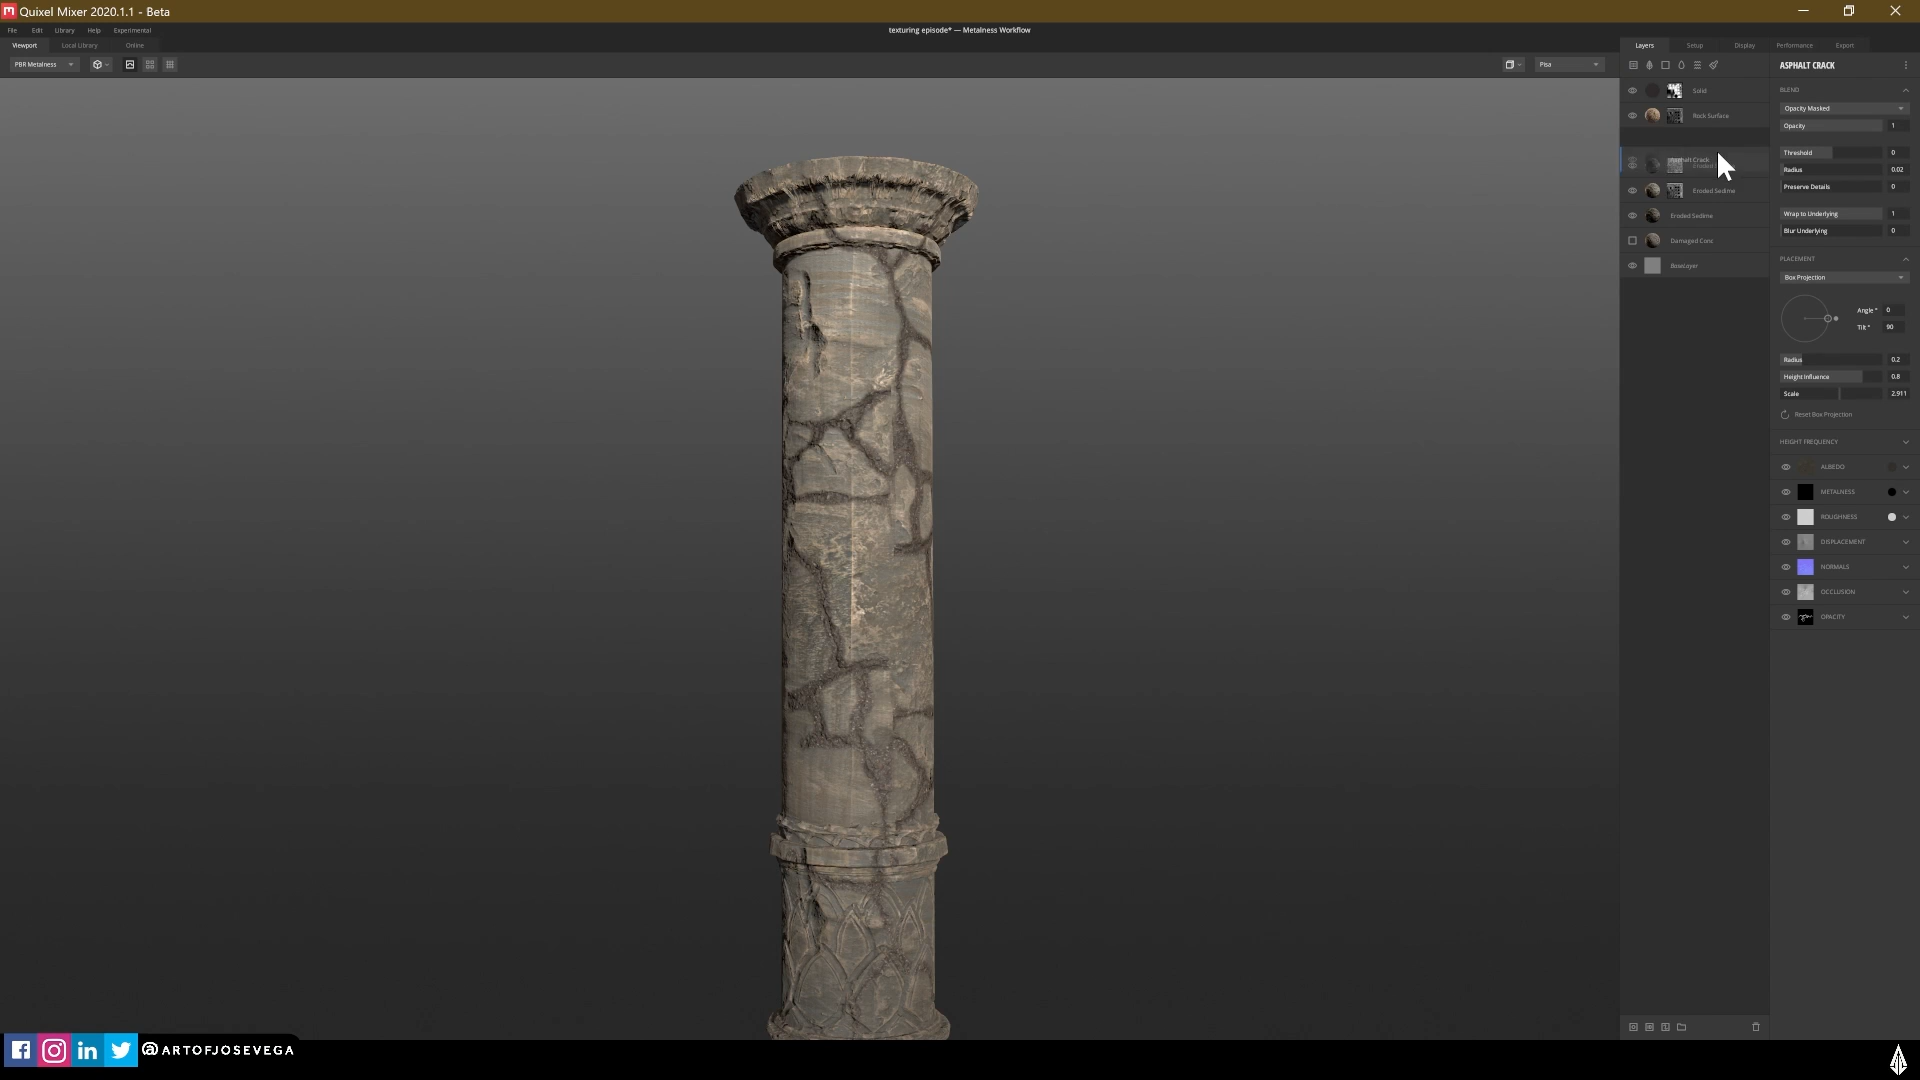 Quixel Mixer 2020.1.1 - Beta
File Edit Library Help Experimental
texturing episode* — Metalness Workflow
Viewport Local Library Online
Layers Setup Display Performance Export
PBR Metalness
Pisa
ASPHALT CRACK
Solid
Rock Surface
Asphalt Crack
Eroded
Eroded Sedime
Eroded Sedime
Damaged Conc
BaseLayer
BLEND
Opacity Masked
Opacity 1
Threshold 0
Radius 0.02
Preserve Details 0
Wrap to Underlying 1
Blur Underlying 0
PLACEMENT
Box Projection
Angle ° 0
Tilt ° 90
Radius 0.2
Height Influence 0.8
Scale 2.911
Reset Box Projection
HEIGHT FREQUENCY
ALBEDO
METALNESS
ROUGHNESS
DISPLACEMENT
NORMALS
OCCLUSION
OPACITY
@ARTOFJOSEVEGA